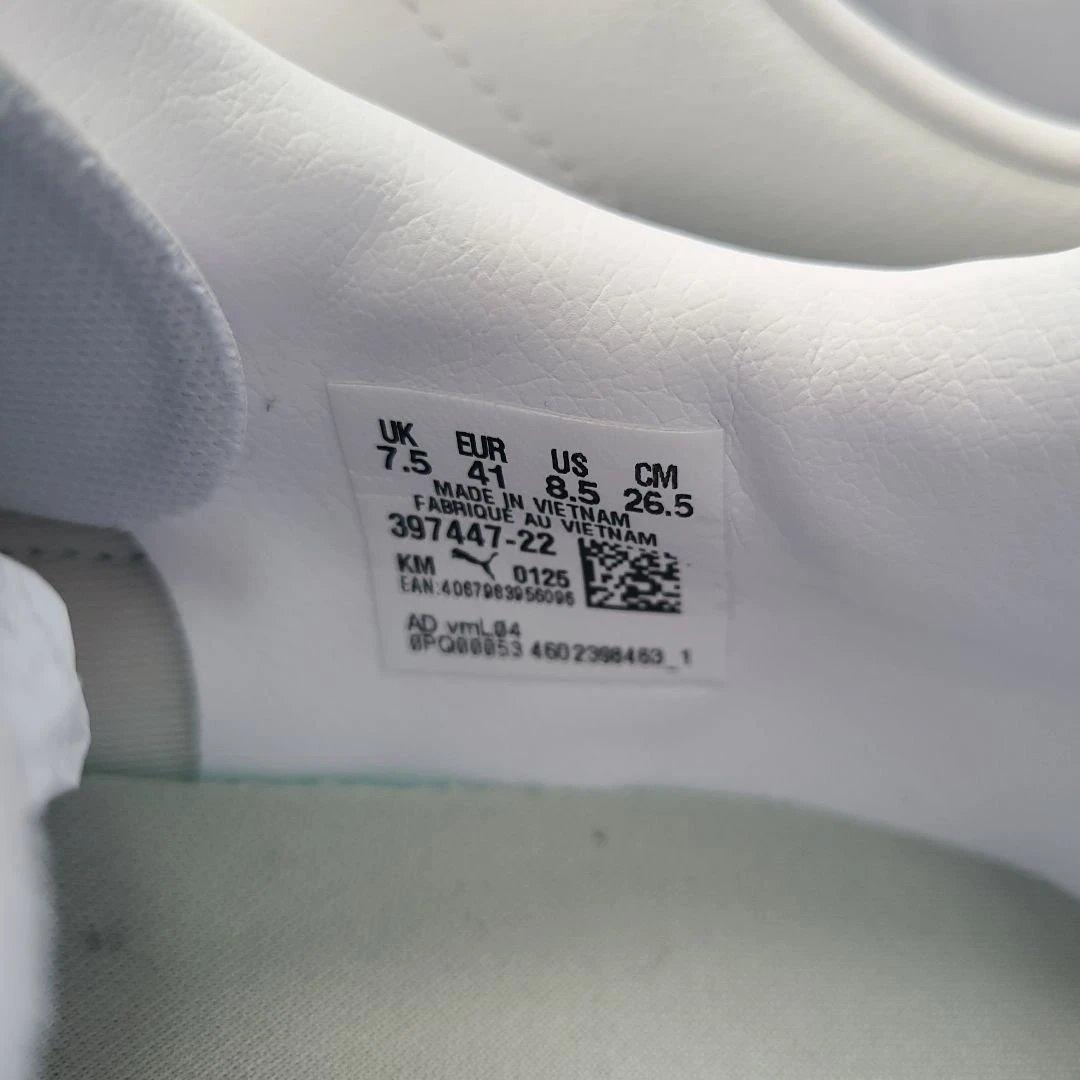 UK EUR US CM
7.5 41 8.5 26.5
MADE IN VIETNAM
FABRIQUE AU VIETNAM
397447-22
KM 0125
EAN:4067983956096
AD vmL04
0PQ00053 4602398463_1